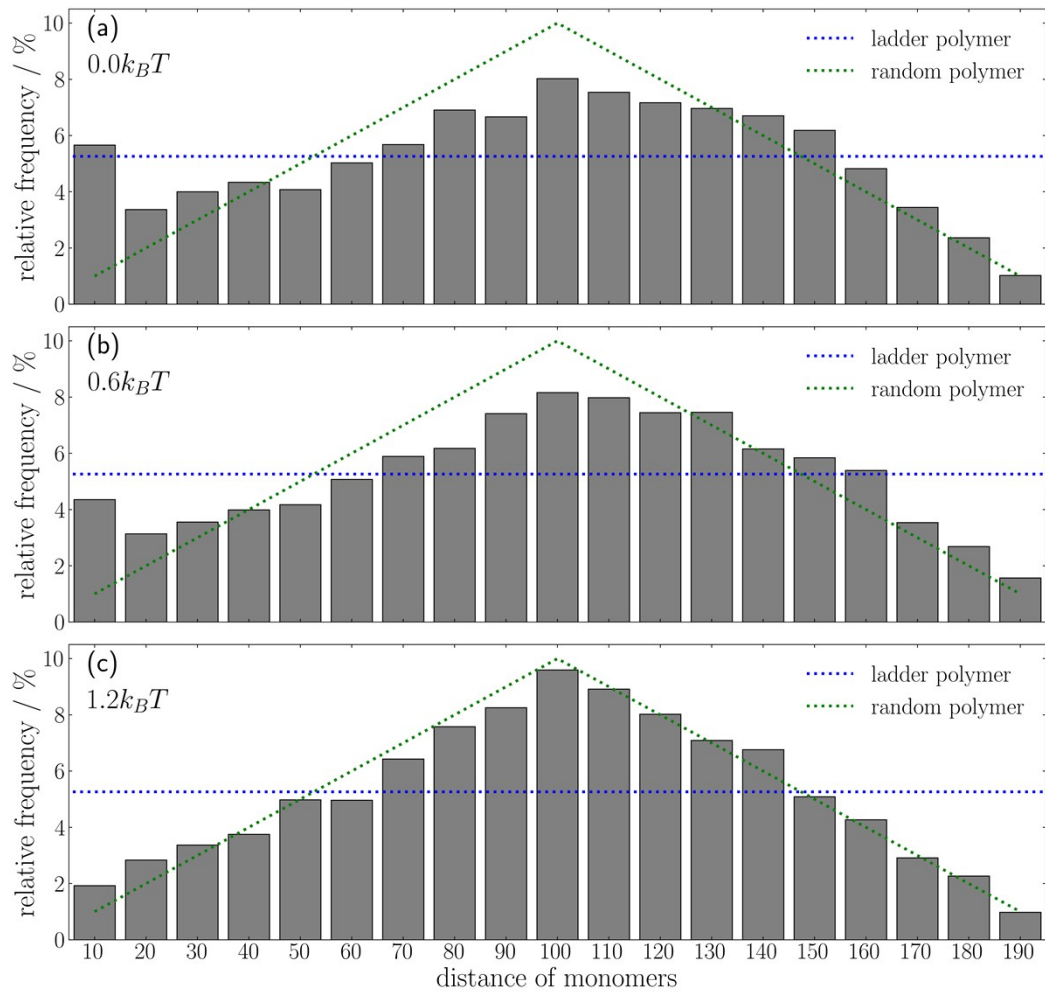 (a)
0.0k_BT
ladder polymer
random polymer
relative frequency / %
10
8
6
4
2
0
(b)
0.6k_BT
ladder polymer
random polymer
relative frequency / %
10
8
6
4
2
0
(c)
1.2k_BT
ladder polymer
random polymer
relative frequency / %
10
8
6
4
2
0
10 20 30 40 50 60 70 80 90 100 110 120 130 140 150 160 170 180 190
distance of monomers